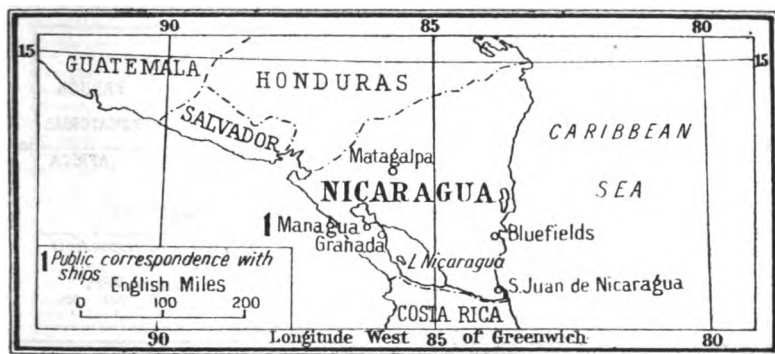 90 85 80
15 15
GUATEMALA
HONDURAS
SALVADOR
CARIBBEAN
SEA
Matagalpa
NICARAGUA
1 Managua
Granada
Bluefields
L. Nicaragua
S. Juan de Nicaragua
COSTA RICA
1 Public correspondence with
ships
English Miles
0 100 200
90 85 80
Longitude West of Greenwich